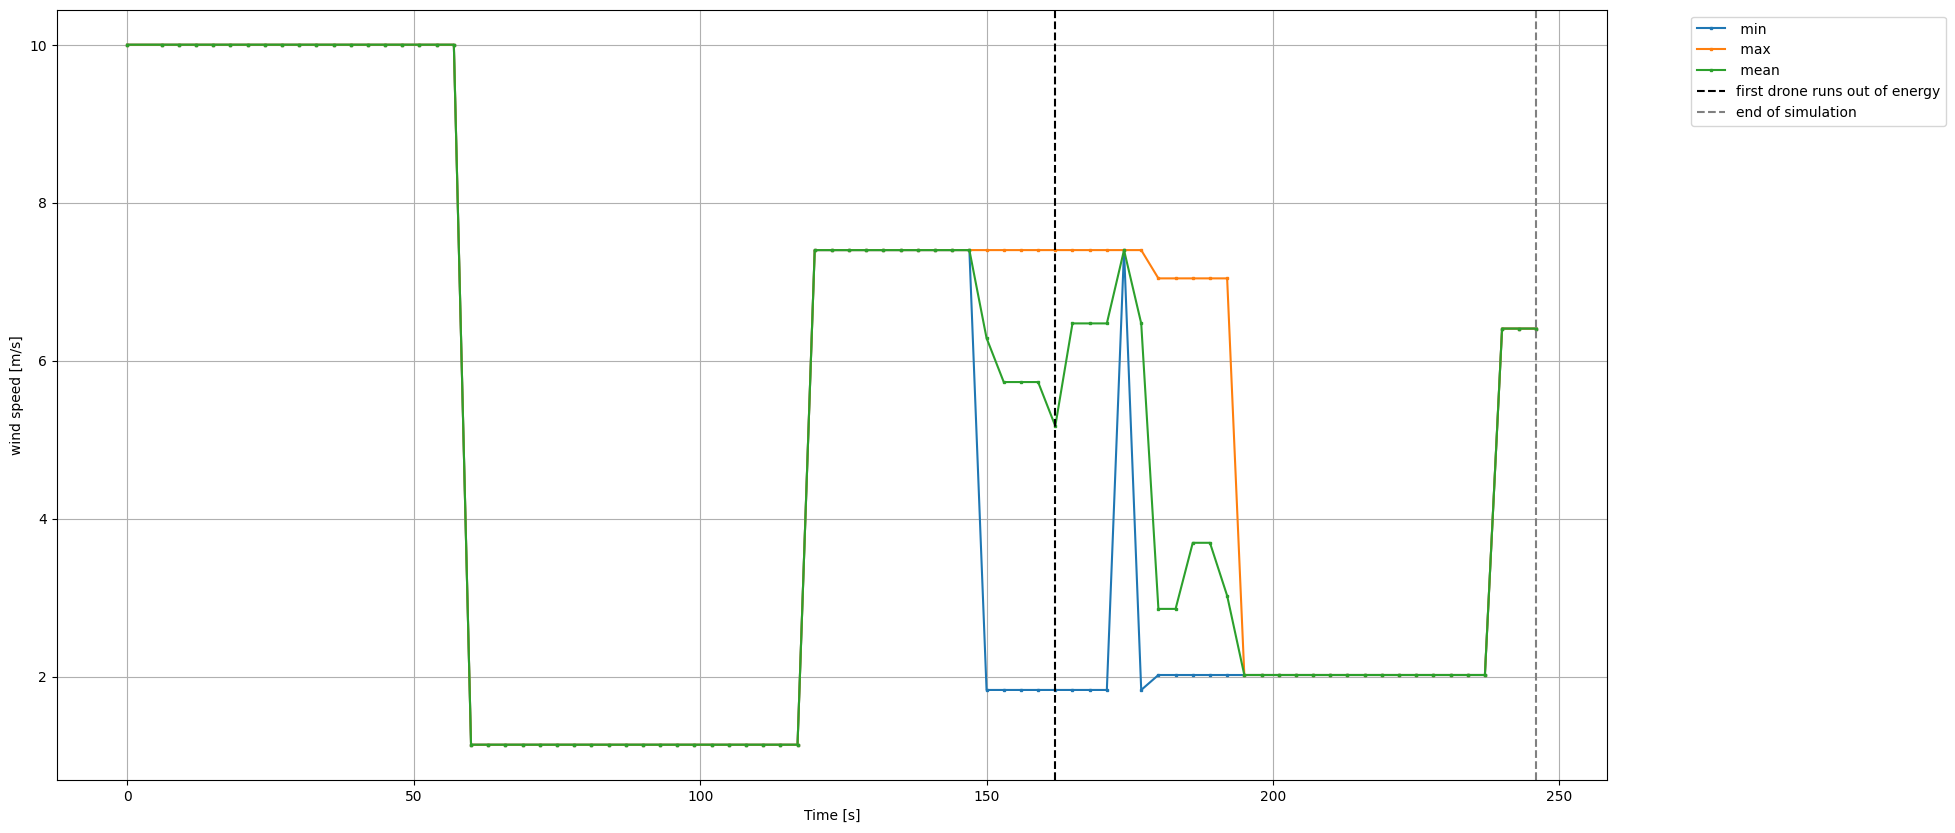 min
max
mean
first drone runs out of energy
end of simulation
10
8
6
4
2
wind speed [m/s]
0
50
100
150
200
250
Time [s]